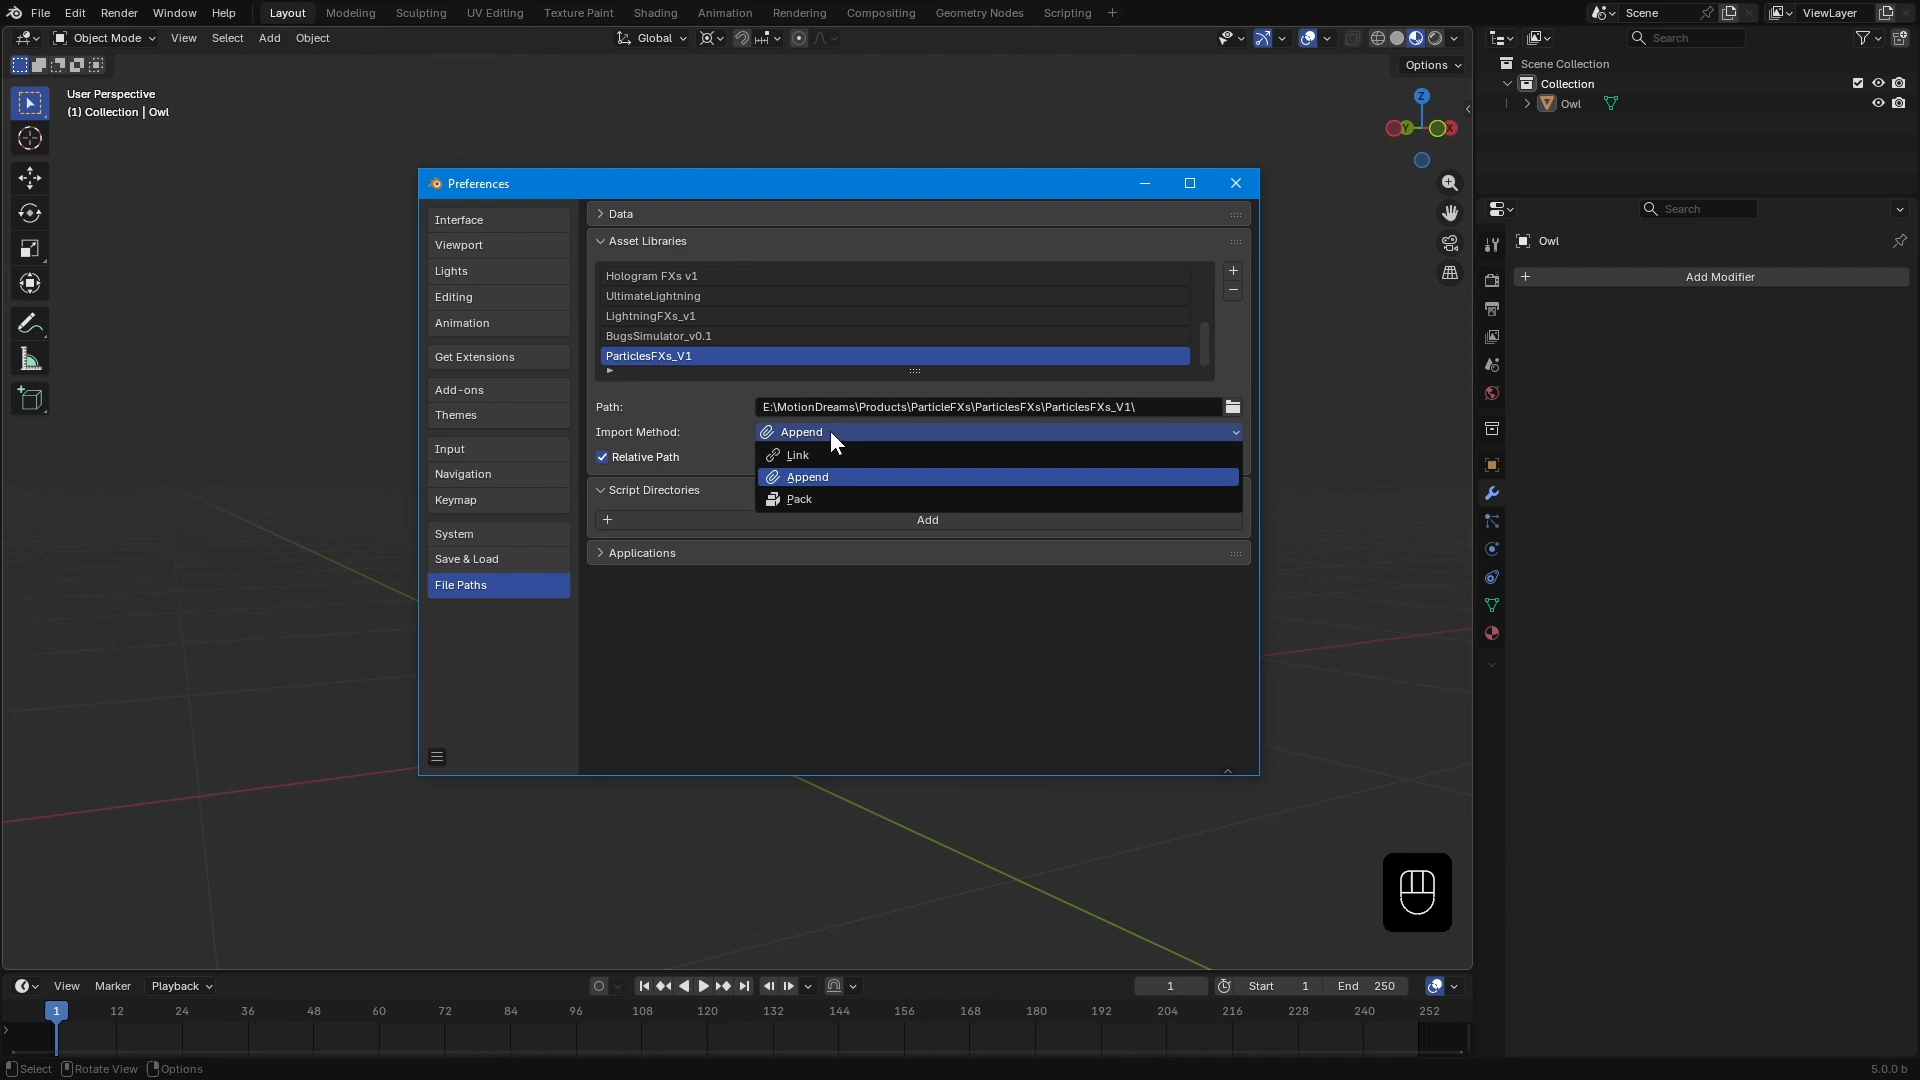 File Edit Render Window Help Layout Modeling Sculpting UV Editing Texture Paint Shading Animation Rendering Compositing Geometry Nodes Scripting + Scene ViewLayer
Object Mode View Select Add Object Global Search
Options
User Perspective
(1) Collection | Owl
Z
Y X
Scene Collection
Collection
Owl
Search
Owl
+ Add Modifier
Preferences
Interface
Viewport
Lights
Editing
Animation
Get Extensions
Add-ons
Themes
Input
Navigation
Keymap
System
Save & Load
File Paths
Data
Asset Libraries
Hologram FXs v1
UltimateLightning
LightningFXs_v1
BugsSimulator_v0.1
ParticlesFXs_V1
Path: E:\MotionDreams\Products\ParticleFXs\ParticlesFXs\ParticlesFXs_V1\
Import Method: Append
Relative Path
Link
Append
Pack
Script Directories
+ Add
Applications
View Marker Playback 1 Start 1 End 250
1 12 24 36 48 60 72 84 96 108 120 132 144 156 168 180 192 204 216 228 240 252
Select Rotate View Options 5.0.0 b